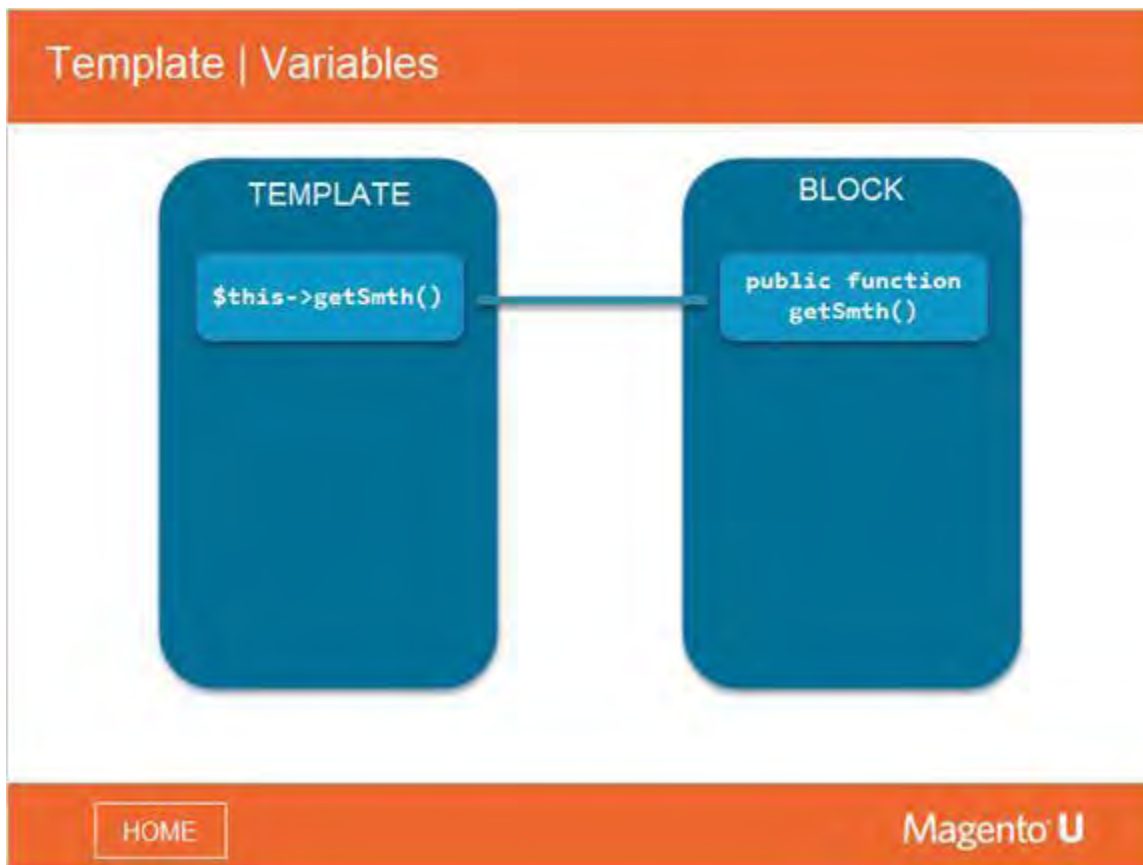 Template | Variables
TEMPLATE
$this->getSmth()
BLOCK
public function
getSmth()
HOME
Magento U